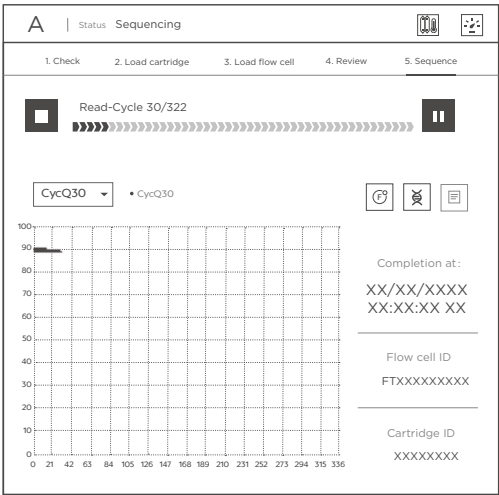 A
Status Sequencing
1. Check 2. Load cartridge 3. Load flow cell 4. Review 5. Sequence
Read-Cycle 30/322
CycQ30 • CycQ30
F°
100
90
80
70
60
50
40
30
20
10
0
0 21 42 63 84 105 126 147 168 189 210 231 252 273 294 315 336
Completion at:
XX/XX/XXXX
XX:XX:XX XX
Flow cell ID
FTXXXXXXXXX
Cartridge ID
XXXXXXXX